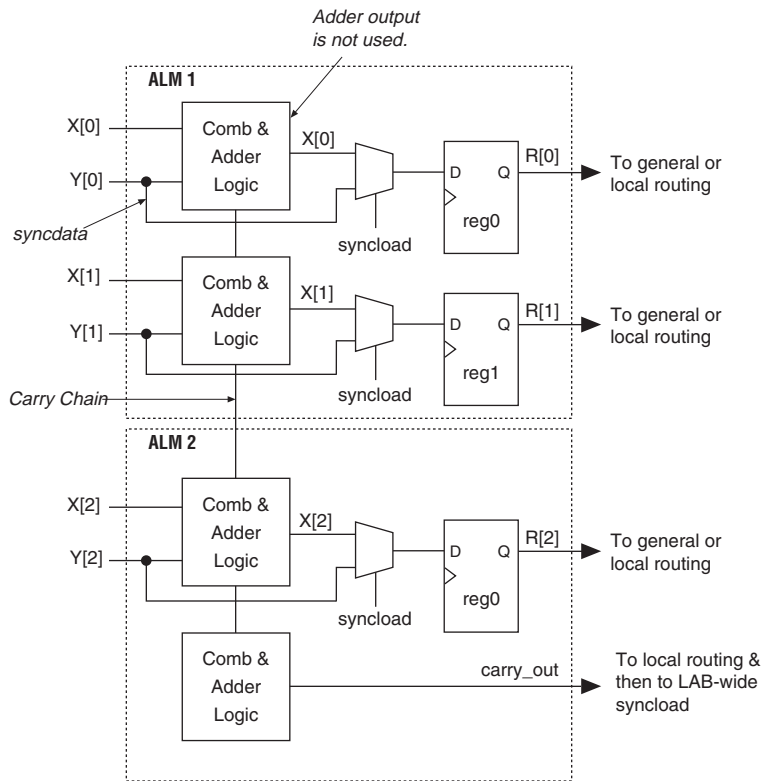 Adder output
is not used.
ALM 1
X[0]
Comb &
Adder
Logic
X[0]
Y[0]
syncdata
syncload
D
Q
reg0
R[0]
To general or
local routing
X[1]
Comb &
Adder
Logic
X[1]
Y[1]
syncload
D
Q
reg1
R[1]
To general or
local routing
Carry Chain
ALM 2
X[2]
Comb &
Adder
Logic
X[2]
Y[2]
syncload
D
Q
reg0
R[2]
To general or
local routing
Comb &
Adder
Logic
carry_out
To local routing &
then to LAB-wide
syncload